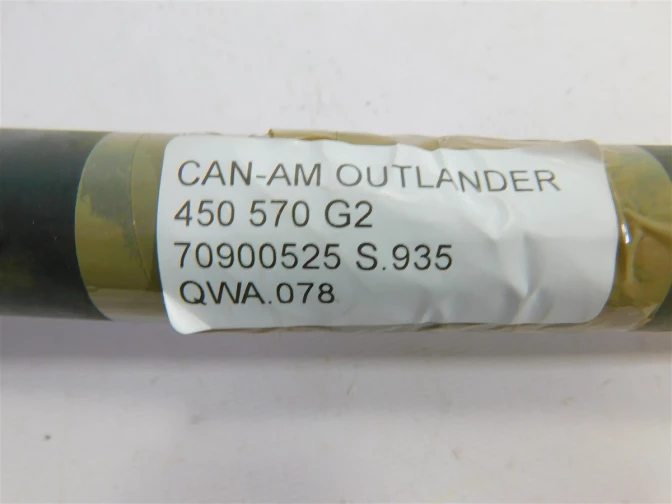 CAN-AM OUTLANDER
450 570 G2
70900525 S.935
QWA.078